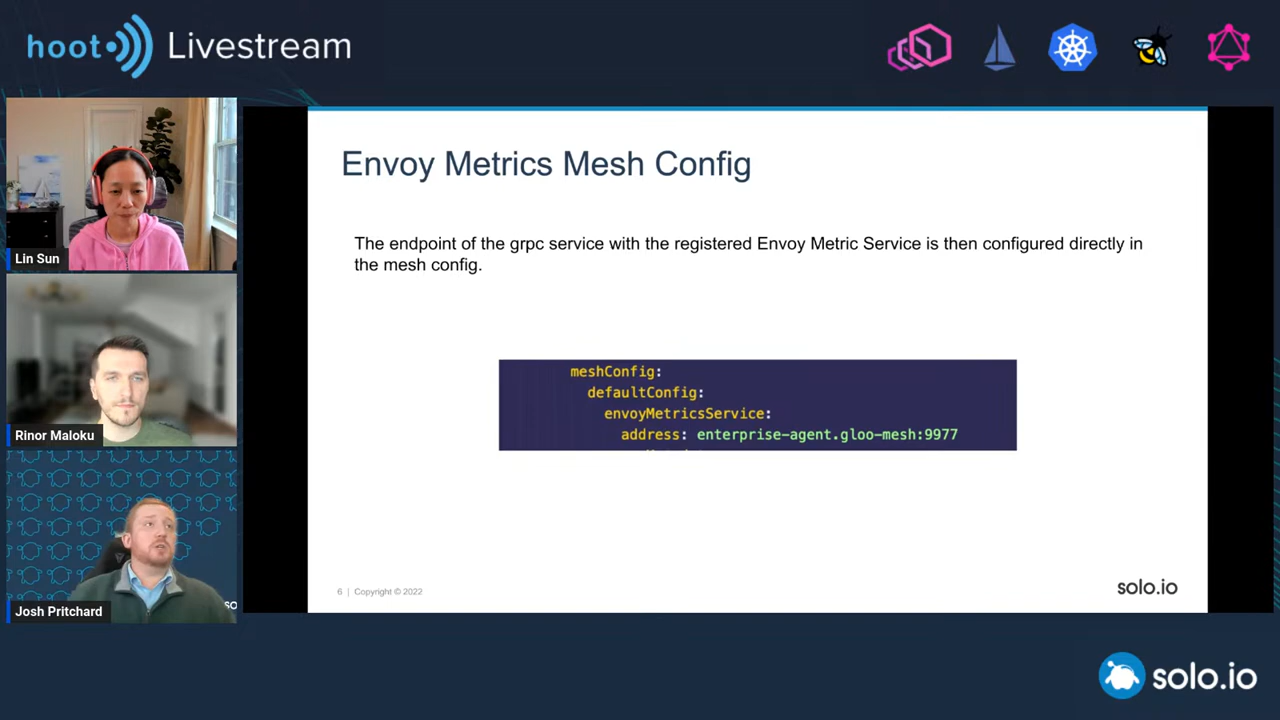 hoot Livestream
Lin Sun
Rinor Maloku
Josh Pritchard
Envoy Metrics Mesh Config
The endpoint of the grpc service with the registered Envoy Metric Service is then configured directly in
the mesh config.
meshConfig:
defaultConfig:
envoyMetricsService:
address: enterprise-agent.gloo-mesh:9977
6 | Copyright © 2022
solo.io
solo.io